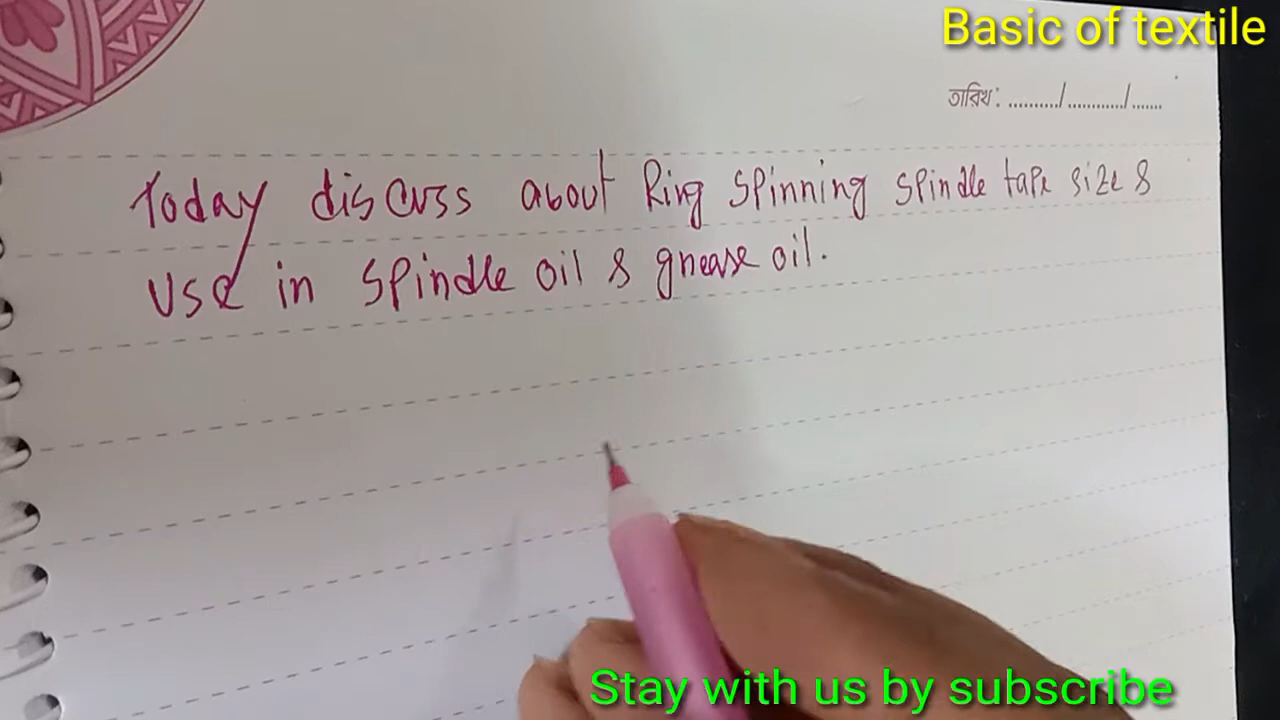 Basic of textile
তারিখ: ........../.........../.......
Today discuss about Ring spinning spindle tape size &
use in spindle oil & grease oil.
Stay with us by subscribe